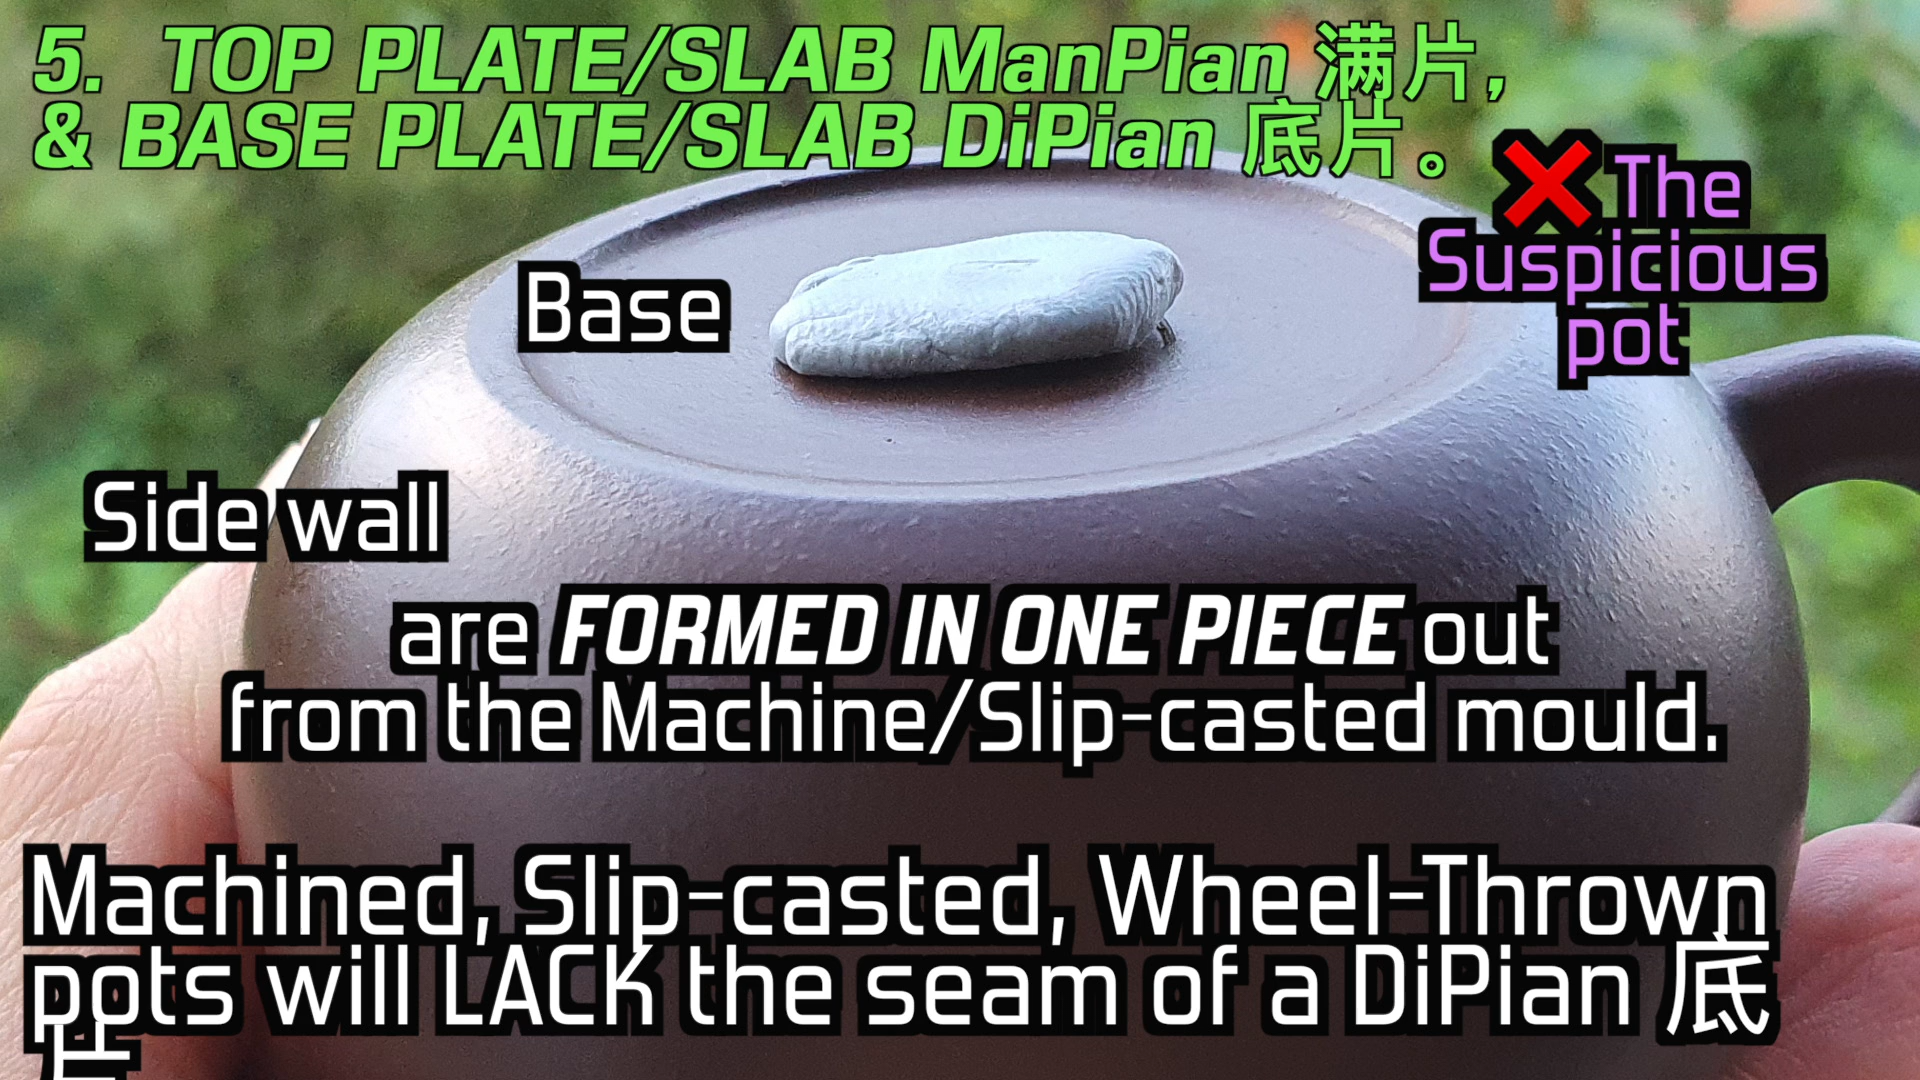 5. TOP PLATE/SLAB ManPian 满片,
& BASE PLATE/SLAB DiPian 底片。
❌ The
Suspicious
pot
Base
Side wall
are FORMED IN ONE PIECE out
from the Machine/Slip-casted mould.
Machined, Slip-casted, Wheel-Thrown
pots will LACK the seam of a DiPian 底
片